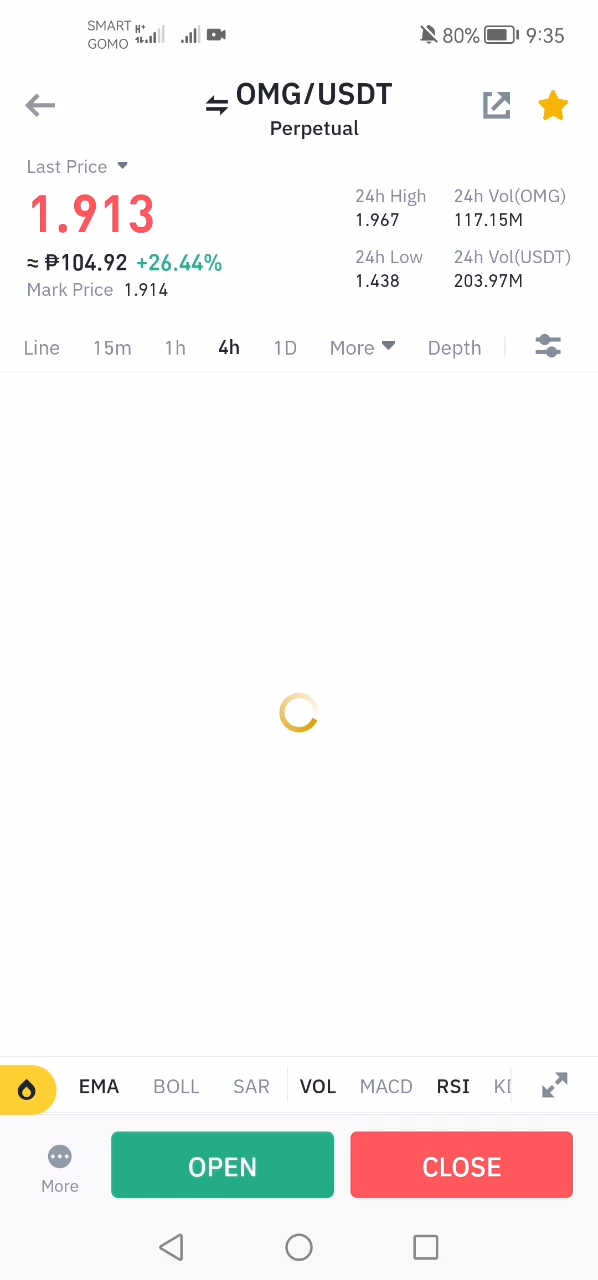 SMART
GOMO
H+
80%
9:35
OMG/USDT
Perpetual
Last Price
1.913
≈ ₱104.92 +26.44%
Mark Price 1.914
24h High
1.967
24h Vol(OMG)
117.15M
24h Low
1.438
24h Vol(USDT)
203.97M
Line 15m 1h 4h 1D More Depth
EMA BOLL SAR VOL MACD RSI
More
OPEN
CLOSE